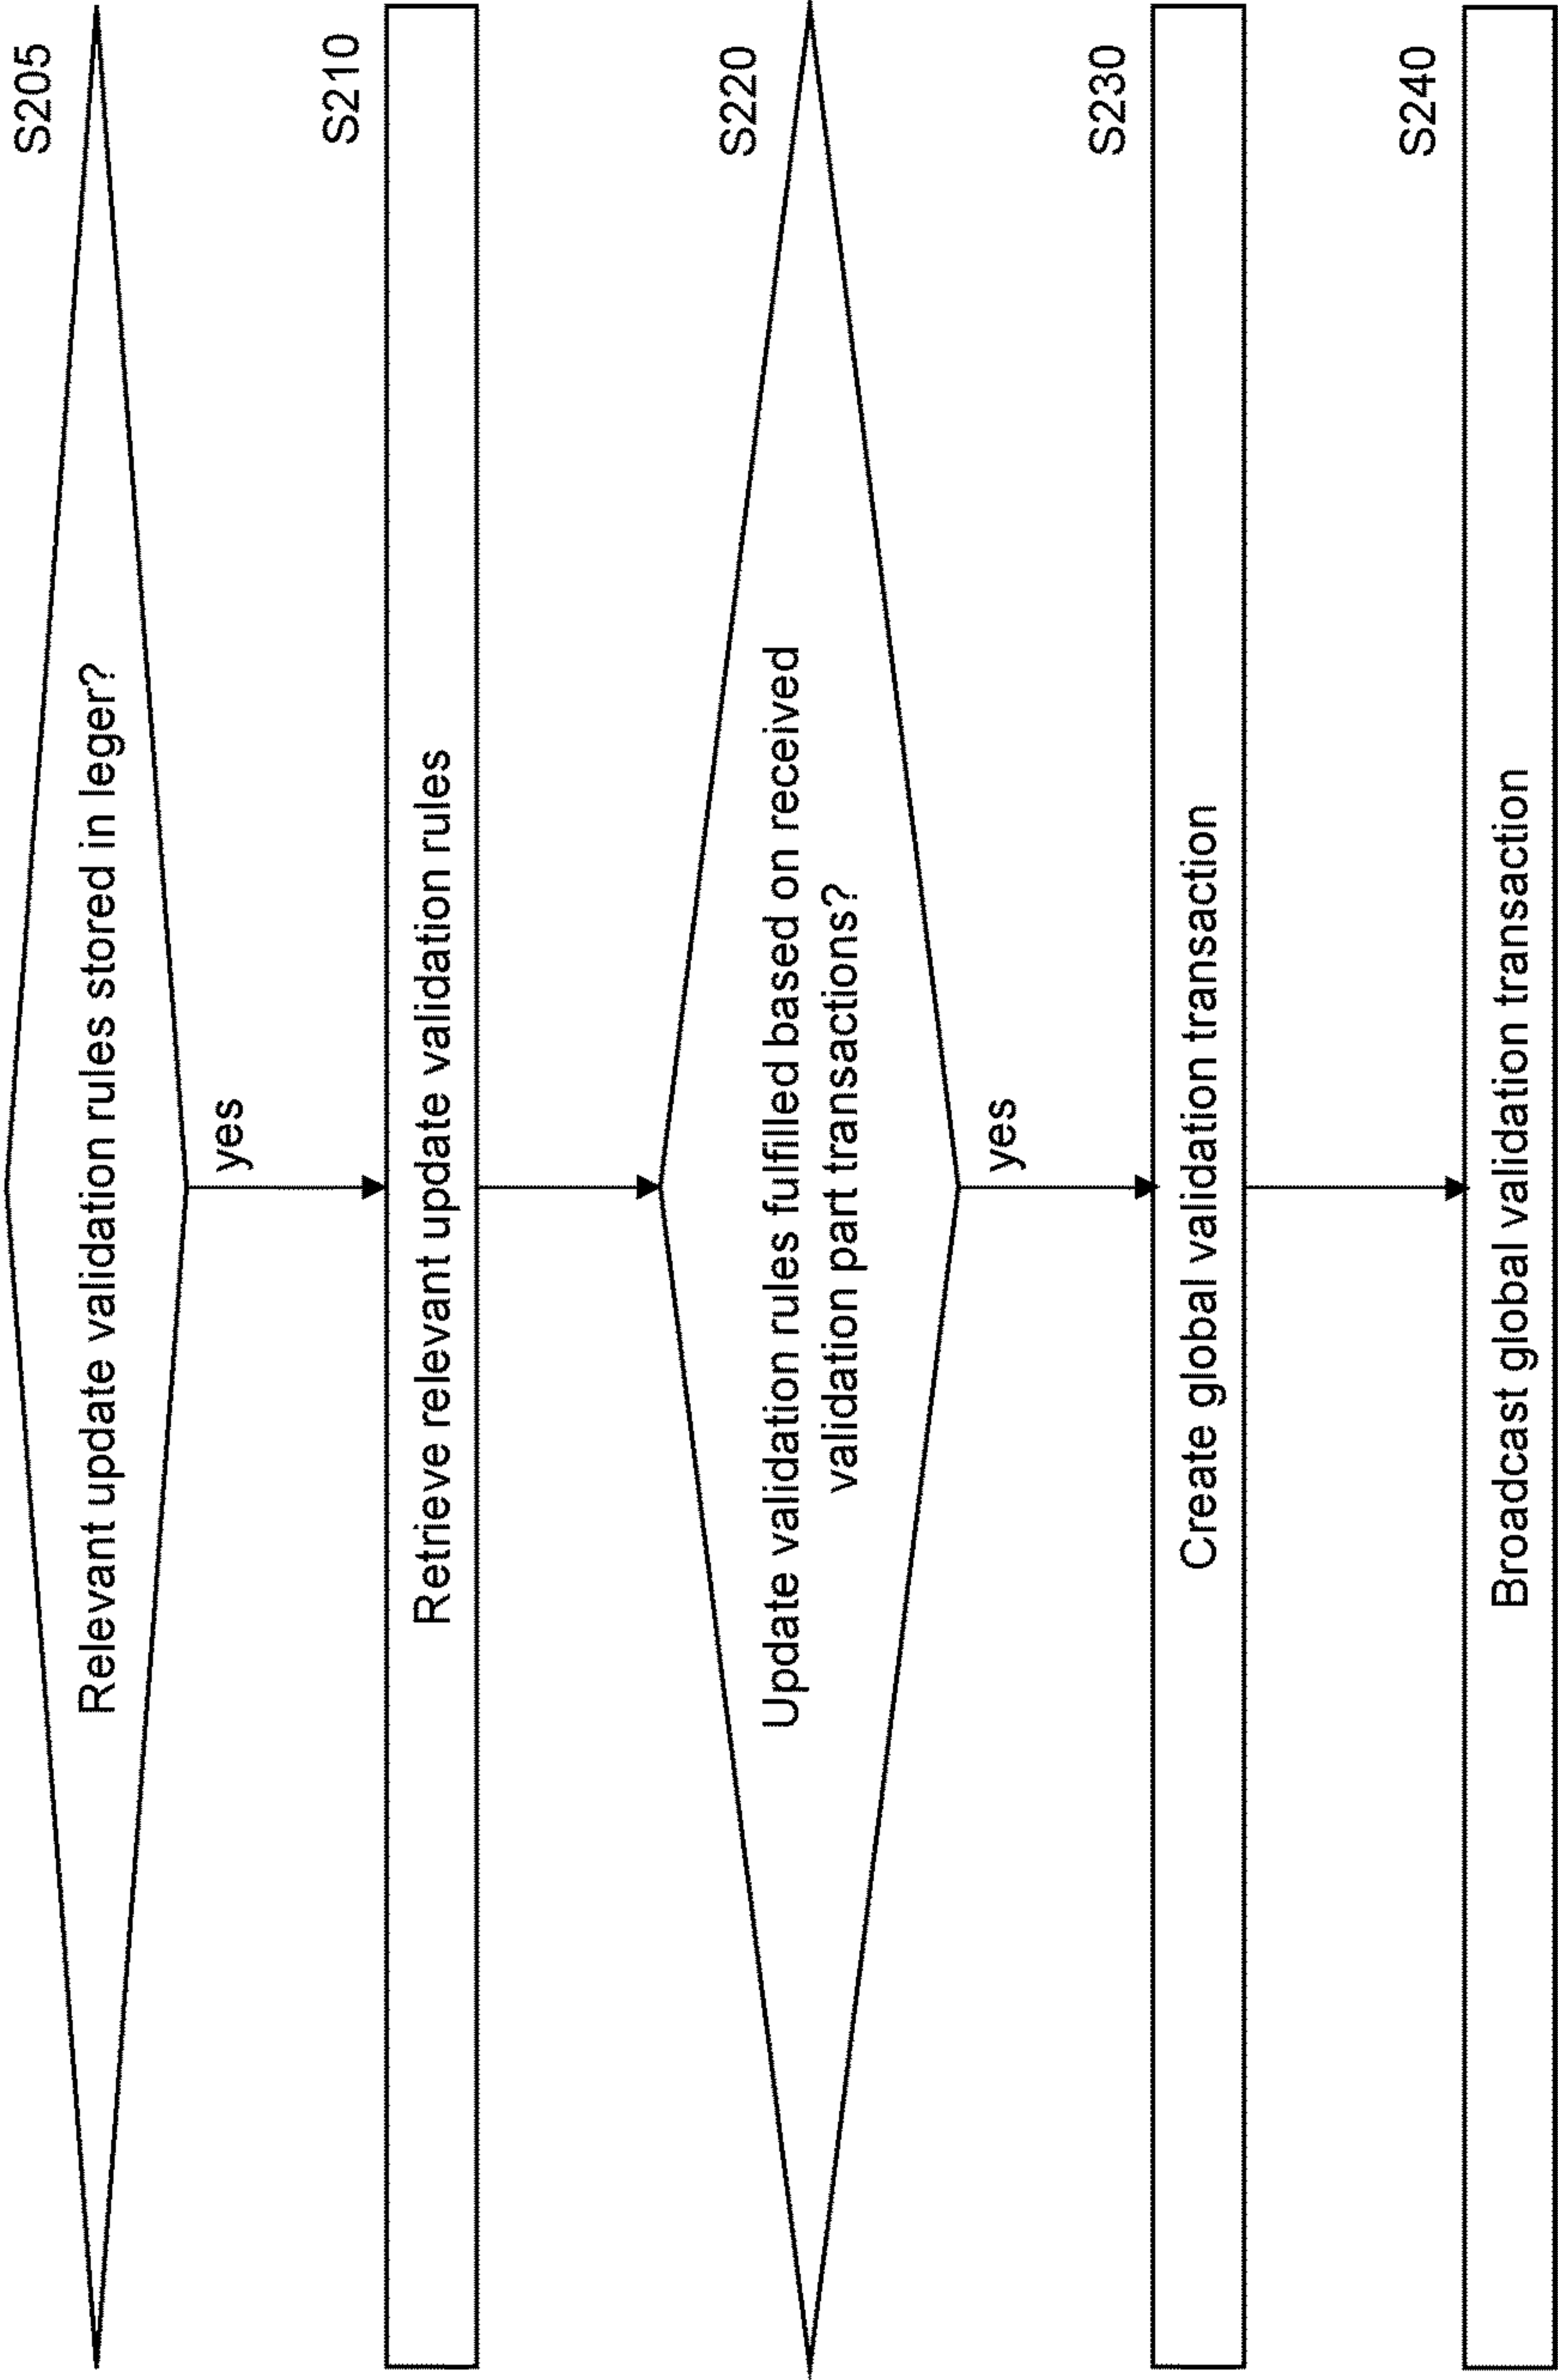 S205
Relevant update validation rules stored in leger?
yes
S210
Retrieve relevant update validation rules
S220
Update validation rules fulfilled based on received
validation part transactions?
yes
S230
Create global validation transaction
S240
Broadcast global validation transaction